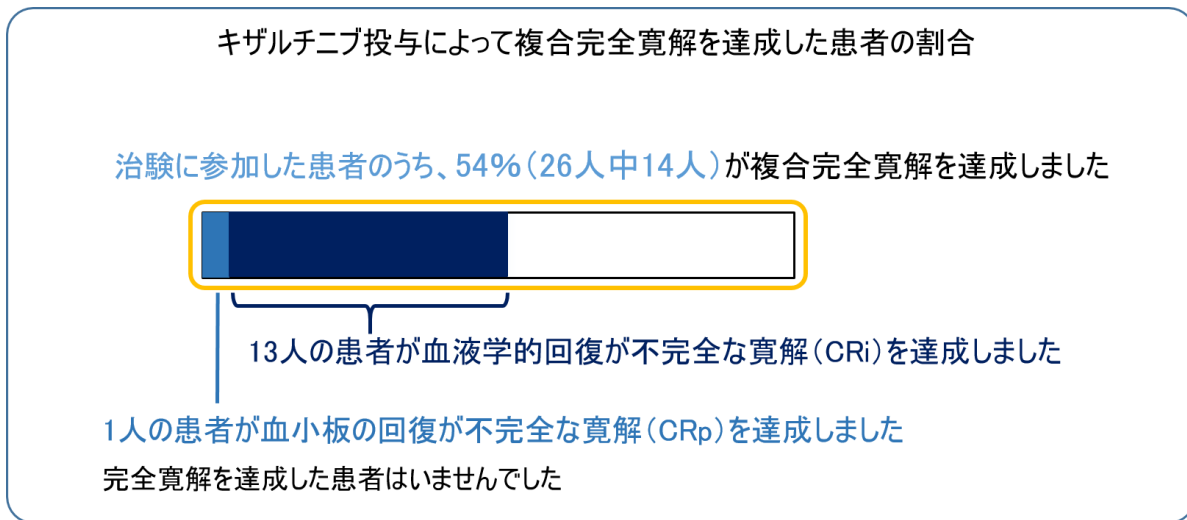 キザルチニブ投与によって複合完全寛解を達成した患者の割合
治験に参加した患者のうち、54%（26人中14人）が複合完全寛解を達成しました
13人の患者が血液学的回復が不完全な寛解（CRi）を達成しました
1人の患者が血小板の回復が不完全な寛解（CRp）を達成しました
完全寛解を達成した患者はいませんでした